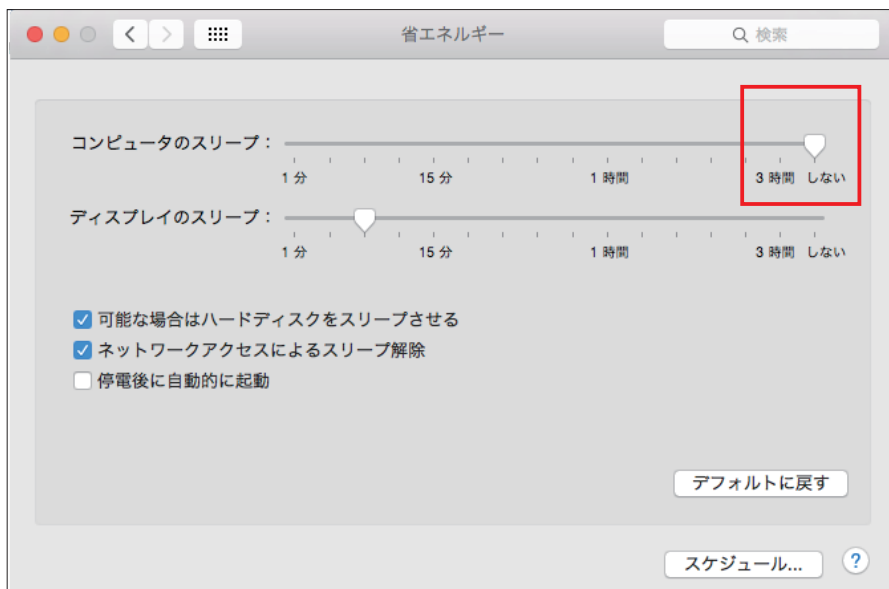 省エネルギー
検索
コンピュータのスリープ：
1 分 15 分 1 時間 3 時間 しない
ディスプレイのスリープ：
1 分 15 分 1 時間 3 時間 しない
可能な場合はハードディスクをスリープさせる
ネットワークアクセスによるスリープ解除
停電後に自動的に起動
デフォルトに戻す
スケジュール... ?